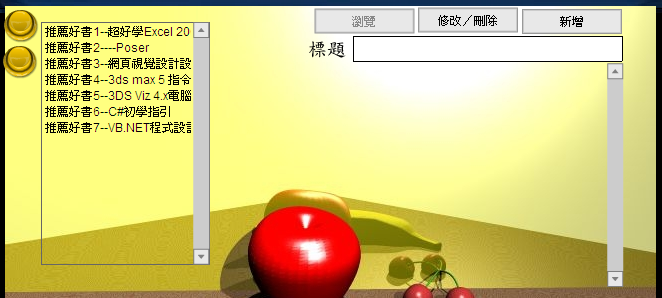 瀏覽
修改／刪除
新增
標題
推薦好書1--超好學Excel 20
推薦好書2----Poser
推薦好書3--網頁視覺設計設
推薦好書4--3ds max 5 指令
推薦好書5--3DS Viz 4.x電腦
推薦好書6--C#初學指引
推薦好書7--VB.NET程式設計